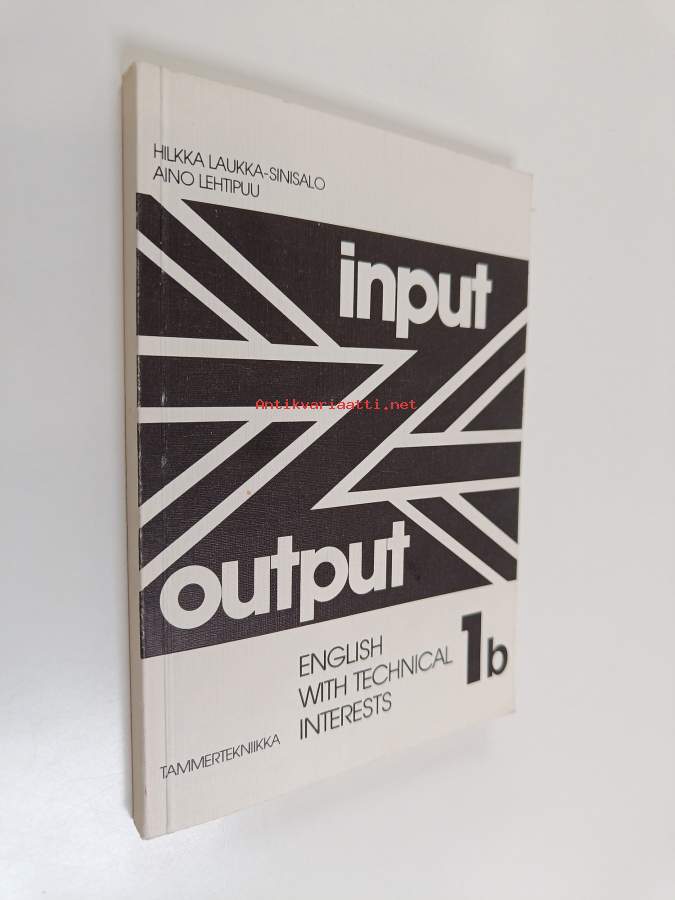 HILKKA LAUKKA-SINISALO
AINO LEHTIPUU
input
Antikvariaatti.net
output
ENGLISH
WITH TECHNICAL
INTERESTS
1b
TAMMERTEKNIIKKA